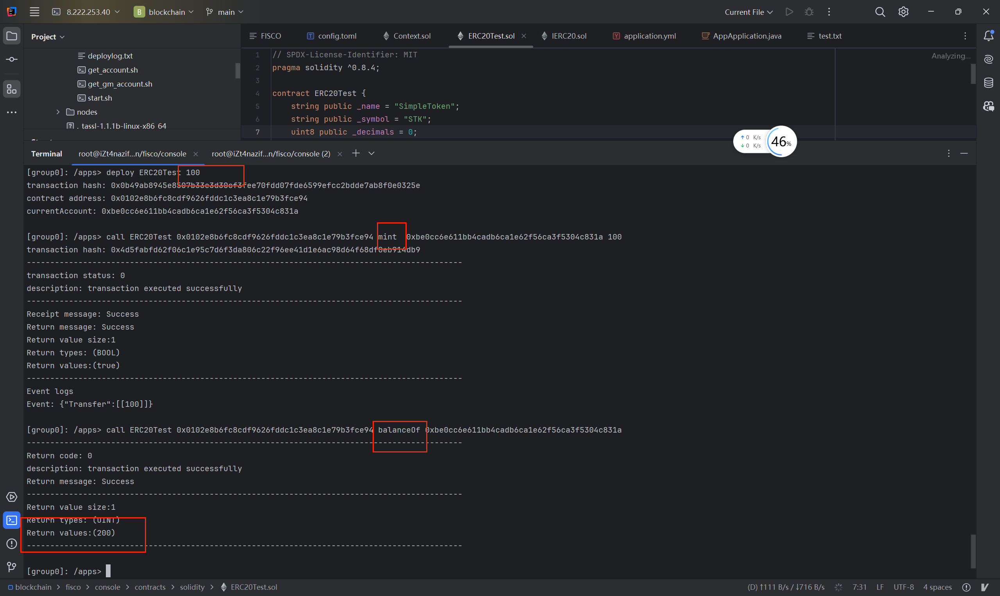 8.222.253.40
B blockchain
main
Current File
Project
FISCO
config.toml
Context.sol
ERC20Test.sol
IERC20.sol
application.yml
AppApplication.java
test.txt
deploylog.txt
get_account.sh
get_gm_account.sh
start.sh
nodes
. tassl-1.1.1b-linux-x86_64
Analyzing...
1 // SPDX-License-Identifier: MIT
2 pragma solidity ^0.8.4;
3
4 contract ERC20Test {
5 string public _name = "SimpleToken";
6 string public _symbol = "STK";
7 uint8 public _decimals = 0;
↑ 0 K/s
↓ 0 K/s
46%
Terminal
root@iZt4nazif...n/fisco/console
root@iZt4nazif...n/fisco/console (2)
[group0]: /apps> deploy ERC20Test 100
transaction hash: 0x0b49ab8945e8507b33e3d30ef3fee70fdd07fde6599efcc2bdde7ab8f0e0325e
contract address: 0x0102e8b6fc8cdf9626fddc1c3ea8c1e79b3fce94
currentAccount: 0xbe0cc6e611bb4cadb6ca1e62f56ca3f5304c831a
[group0]: /apps> call ERC20Test 0x0102e8b6fc8cdf9626fddc1c3ea8c1e79b3fce94 mint  0xbe0cc6e611bb4cadb6ca1e62f56ca3f5304c831a 100
transaction hash: 0x4d5fabfd62f06c1e95c7d6f3da806c22f96ee41d1e6ac98d64f68df0eb914db9
---------------------------------------------------------------------------------------------
transaction status: 0
description: transaction executed successfully
---------------------------------------------------------------------------------------------
Receipt message: Success
Return message: Success
Return value size:1
Return types: (BOOL)
Return values:(true)
---------------------------------------------------------------------------------------------
Event logs
Event: {"Transfer":[[100]]}
[group0]: /apps> call ERC20Test 0x0102e8b6fc8cdf9626fddc1c3ea8c1e79b3fce94 balanceOf 0xbe0cc6e611bb4cadb6ca1e62f56ca3f5304c831a
---------------------------------------------------------------------------------------------
Return code: 0
description: transaction executed successfully
Return message: Success
---------------------------------------------------------------------------------------------
Return value size:1
Return types: (UINT)
Return values:(200)
---------------------------------------------------------------------------------------------
[group0]: /apps>
blockchain > fisco > console > contracts > solidity > ERC20Test.sol
(D) ↑111 B/s / ↓716 B/s
7:31
LF
UTF-8
4 spaces